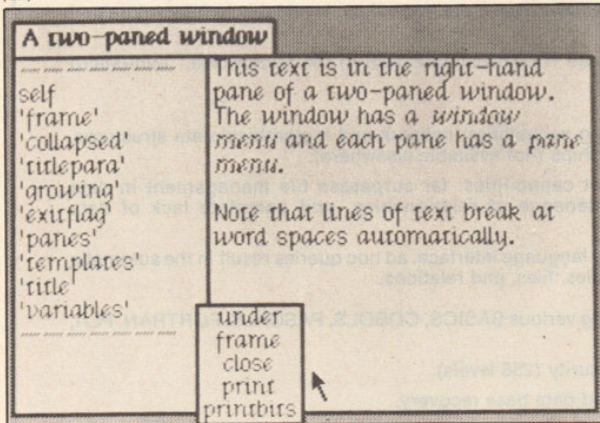 A two-paned window
self
'frame'
'collapsed'
'titlepara'
'growing'
'exitflag'
'panes'
'templates'
'title'
'variables'
This text is in the right-hand
pane of a two-paned window.
The window has a window
menu and each pane has a pane
menu.
Note that lines of text break at
word spaces automatically.
under
frame
close
print
printbits